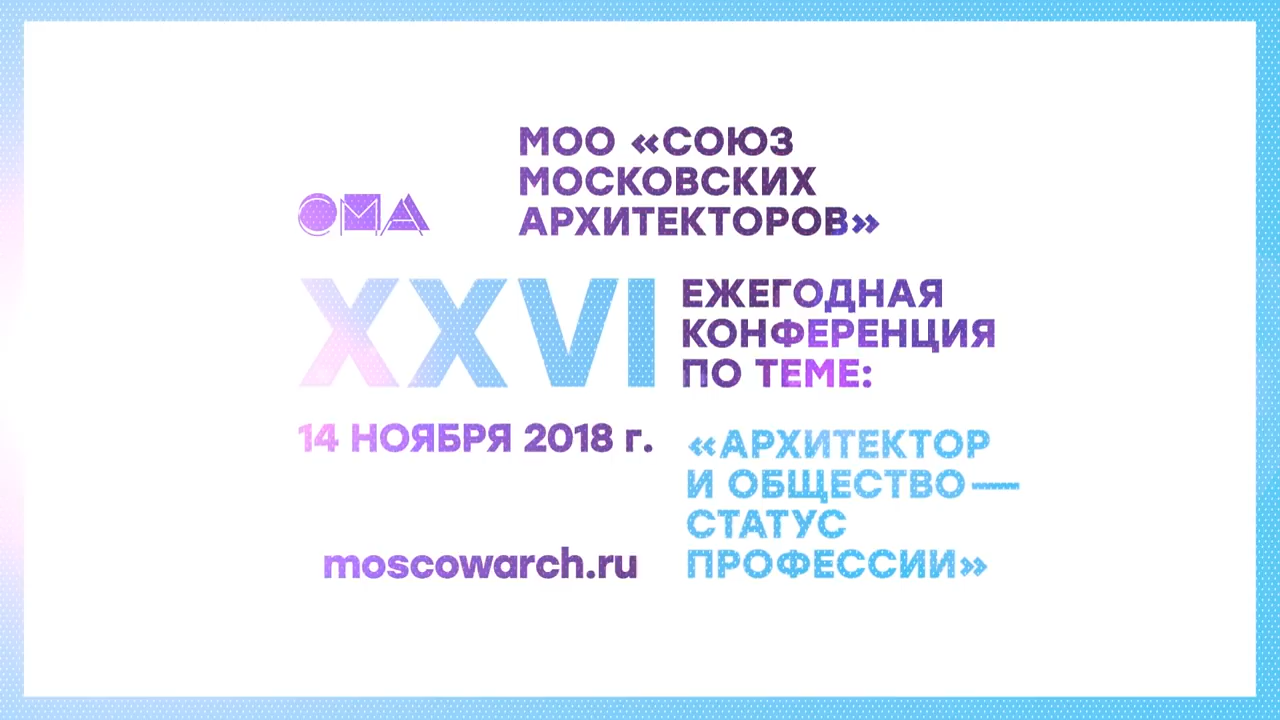 МОО «СОЮЗ
МОСКОВСКИХ
АРХИТЕКТОРОВ»
СМА
XXVI
ЕЖЕГОДНАЯ
КОНФЕРЕНЦИЯ
ПО ТЕМЕ:
14 НОЯБРЯ 2018 г.
«АРХИТЕКТОР
И ОБЩЕСТВО—
СТАТУС
ПРОФЕССИИ»
moscowarch.ru